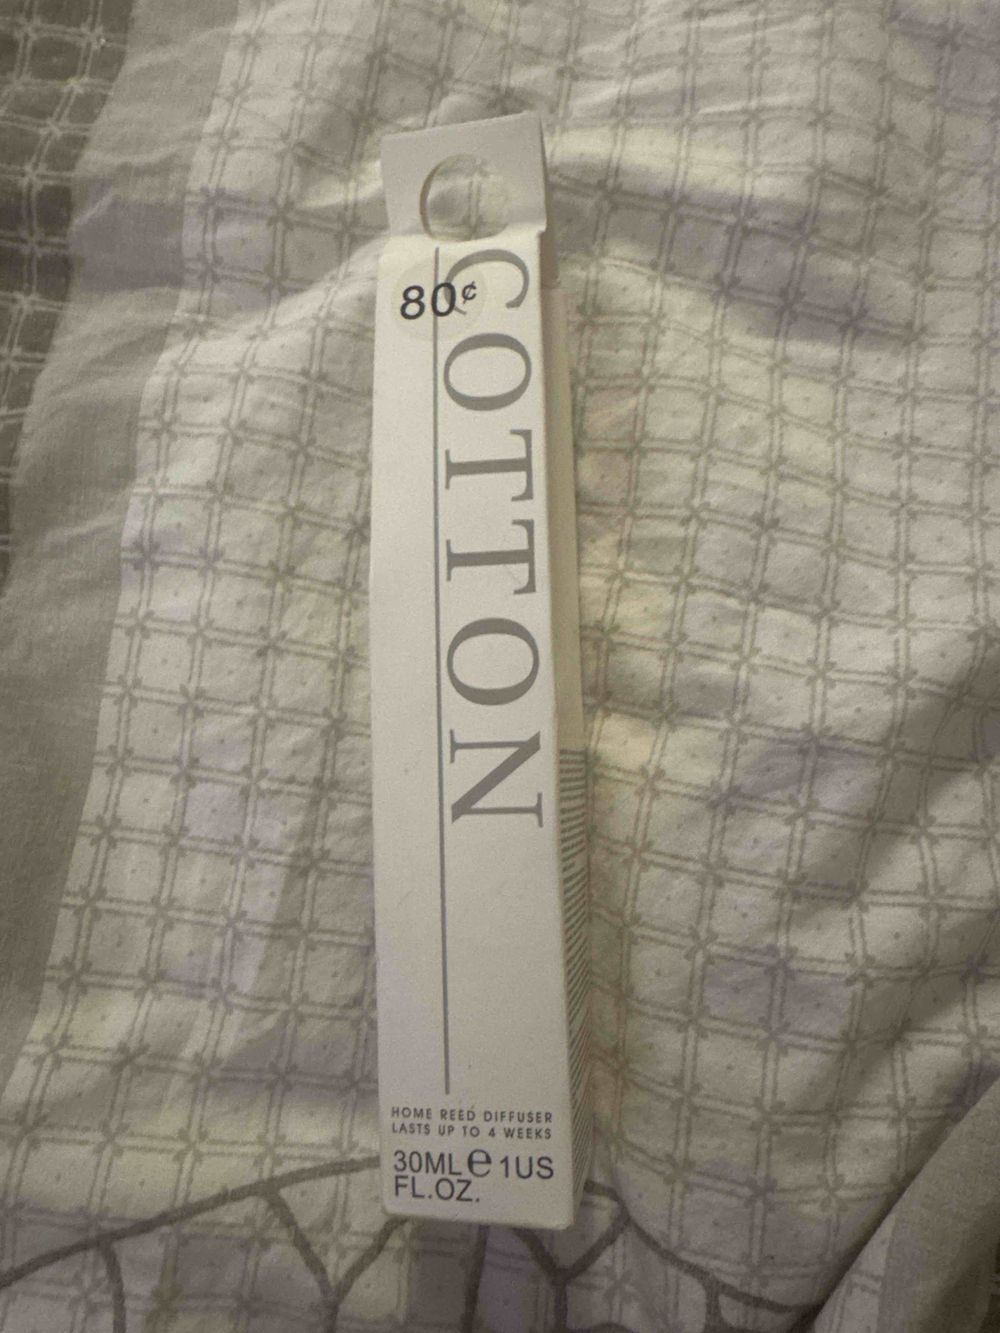 80¢
COTTON
HOME REED DIFFUSER
LASTS UP TO 4 WEEKS
30ML℮1US
FL.OZ.